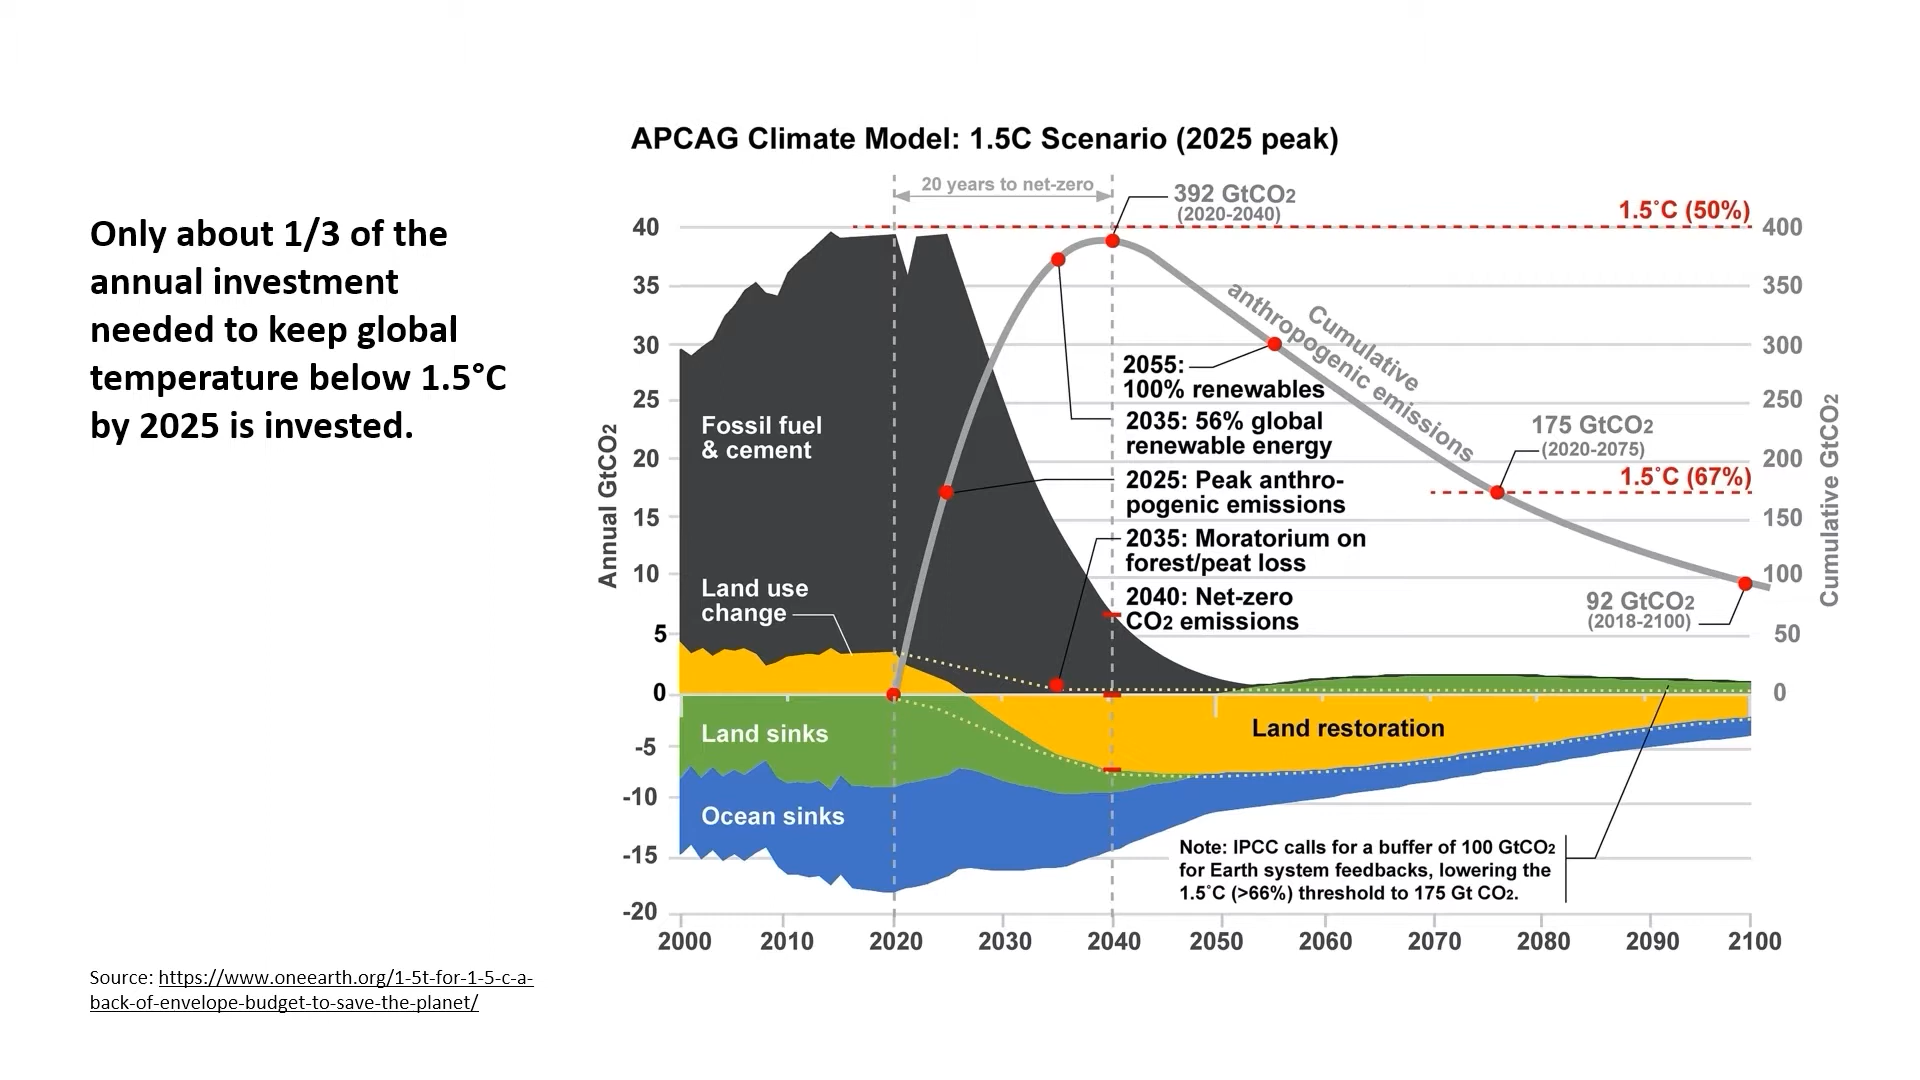 APCAG Climate Model: 1.5C Scenario (2025 peak)
Only about 1/3 of the
annual investment
needed to keep global
temperature below 1.5°C
by 2025 is invested.
Source: https://www.oneearth.org/1-5t-for-1-5-c-a-
back-of-envelope-budget-to-save-the-planet/
20 years to net-zero
392 GtCO2
(2020-2040)
1.5°C (50%)
40
35
30
25
20
15
10
5
0
-5
-10
-15
-20
Annual GtCO2
400
350
300
250
200
150
100
50
0
Cumulative GtCO2
Fossil fuel
& cement
Land use
change
Land sinks
Ocean sinks
Cumulative
anthropogenic emissions
2055:
100% renewables
2035: 56% global
renewable energy
2025: Peak anthro-
pogenic emissions
2035: Moratorium on
forest/peat loss
2040: Net-zero
CO2 emissions
175 GtCO2
(2020-2075)
1.5°C (67%)
92 GtCO2
(2018-2100)
Land restoration
Note: IPCC calls for a buffer of 100 GtCO2
for Earth system feedbacks, lowering the
1.5°C (>66%) threshold to 175 Gt CO2.
2000 2010 2020 2030 2040 2050 2060 2070 2080 2090 2100